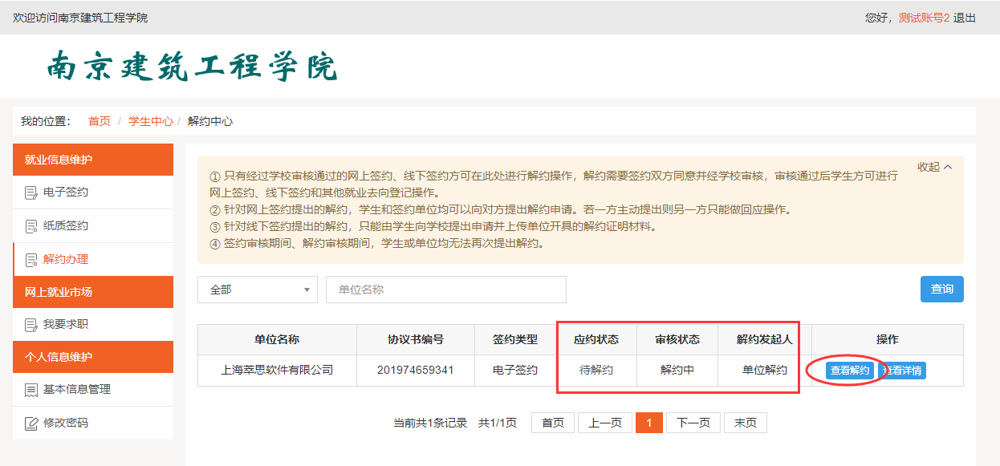 欢迎访问南京建筑工程学院
您好，测试账号2 退出
南京建筑工程学院
我的位置： 首页 / 学生中心 / 解约中心
就业信息维护
电子签约
纸质签约
解约办理
网上就业市场
我要求职
个人信息维护
基本信息管理
修改密码
收起
① 只有经过学校审核通过的网上签约、线下签约方可在此处进行解约操作，解约需要签约双方同意并经学校审核，审核通过后学生方可进行
网上签约、线下签约和其他就业去向登记操作。
② 针对网上签约提出的解约，学生和签约单位均可以向对方提出解约申请。若一方主动提出则另一方只能做回应操作。
③ 针对线下签约提出的解约，只能由学生向学校提出申请并上传单位开具的解约证明材料。
④ 签约审核期间、解约审核期间，学生或单位均无法再次提出解约。
全部 单位名称 查询
单位名称 协议书编号 签约类型 应约状态 审核状态 解约发起人 操作
上海萃思软件有限公司 201974659341 电子签约 待解约 解约中 单位解约 查看解约 查看详情
当前共1条记录 共1/1页 首页 上一页 1 下一页 末页